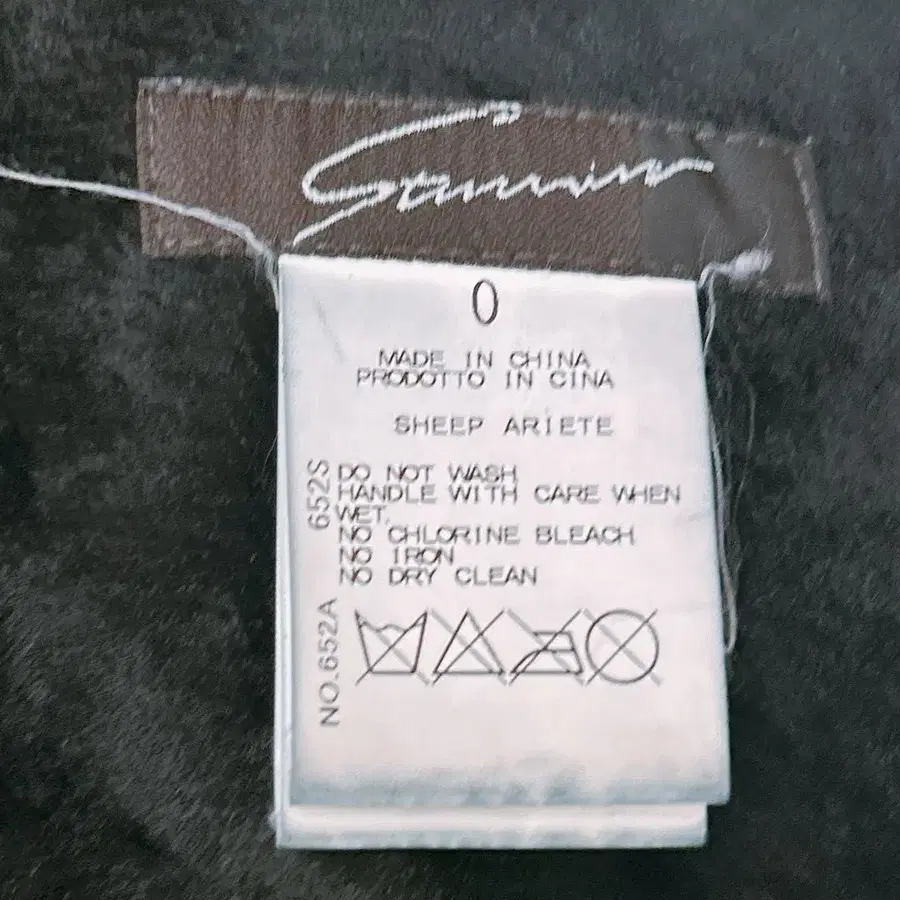 0
MADE IN CHINA
PRODOTTO IN CINA
SHEEP ARIETE
DO NOT WASH
HANDLE WITH CARE WHEN
WET.
NO CHLORINE BLEACH
NO IRON
NO DRY CLEAN
652S
NO.652A